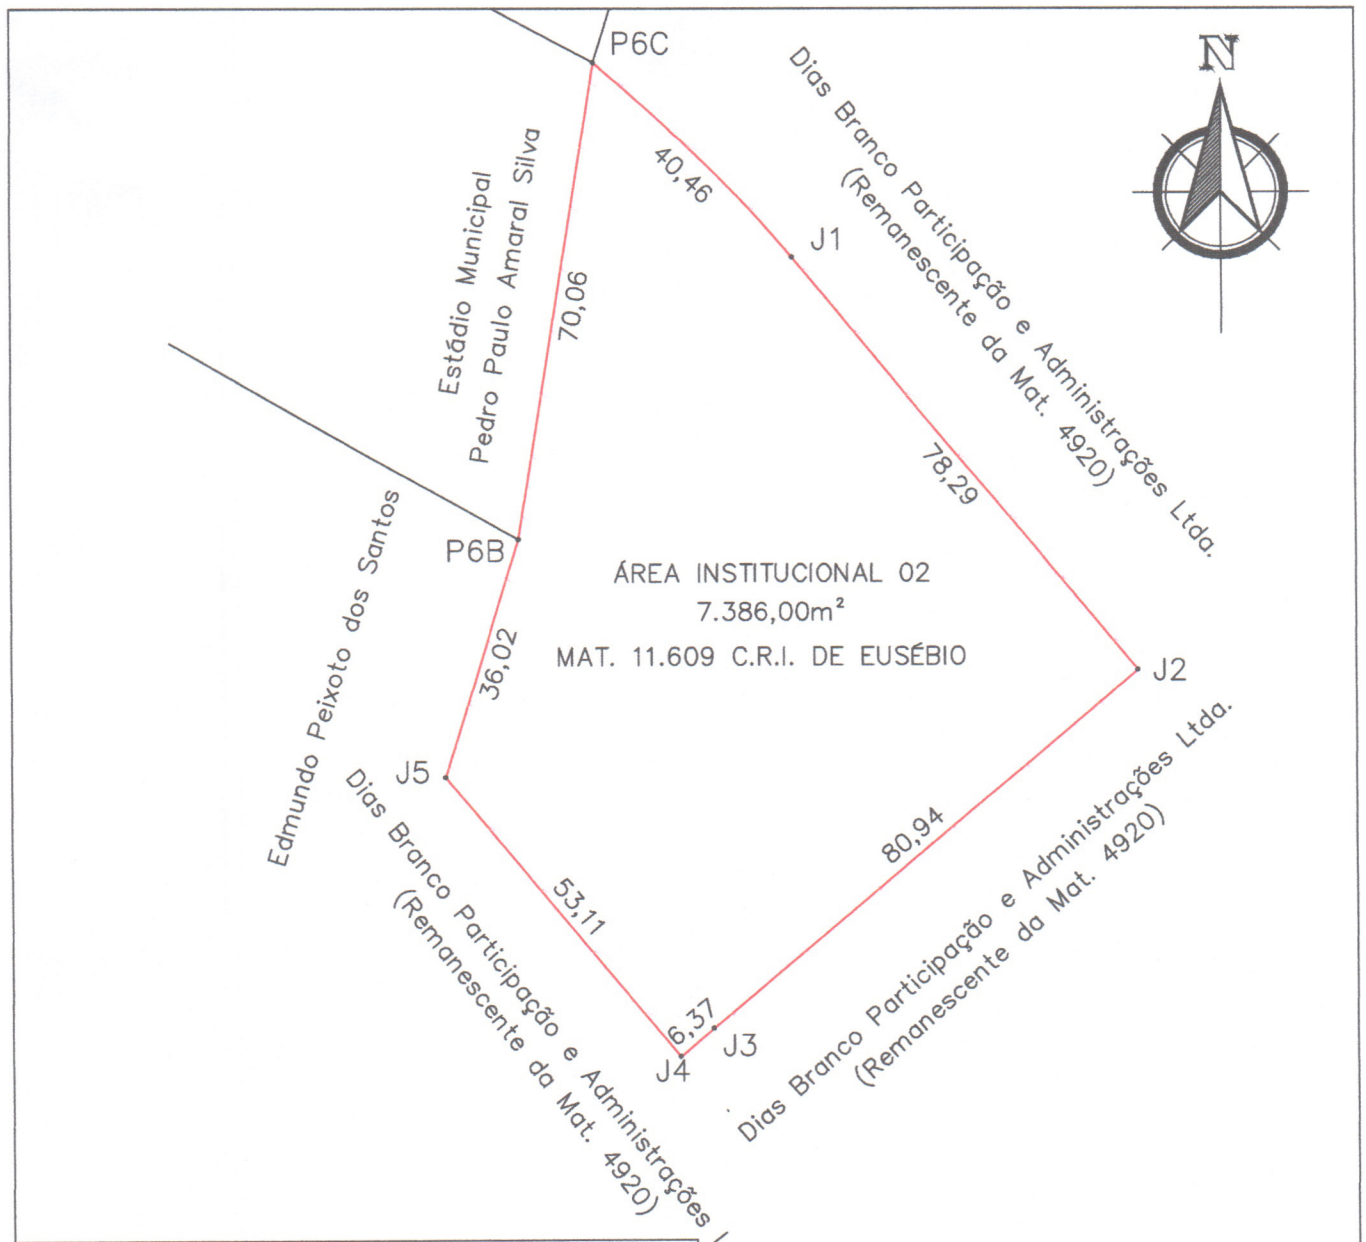 P6C
N
Dias Branco Participação e Administrações Ltda.
(Remanescente da Mat. 4920)
40,46
Estádio Municipal
Pedro Paulo Amaral Silva
70,06
J1
78,29
P6B
Edmundo Peixoto dos Santos
ÁREA INSTITUCIONAL 02
7.386,00m²
MAT. 11.609 C.R.I. DE EUSÉBIO
36,02
J2
J5
Dias Branco Participação e Administrações Ltda.
(Remanescente da Mat. 4920)
80,94
53,11
Dias Branco Participação e Administrações
(Remanescente da Mat. 4920)
6,37
J3
J4